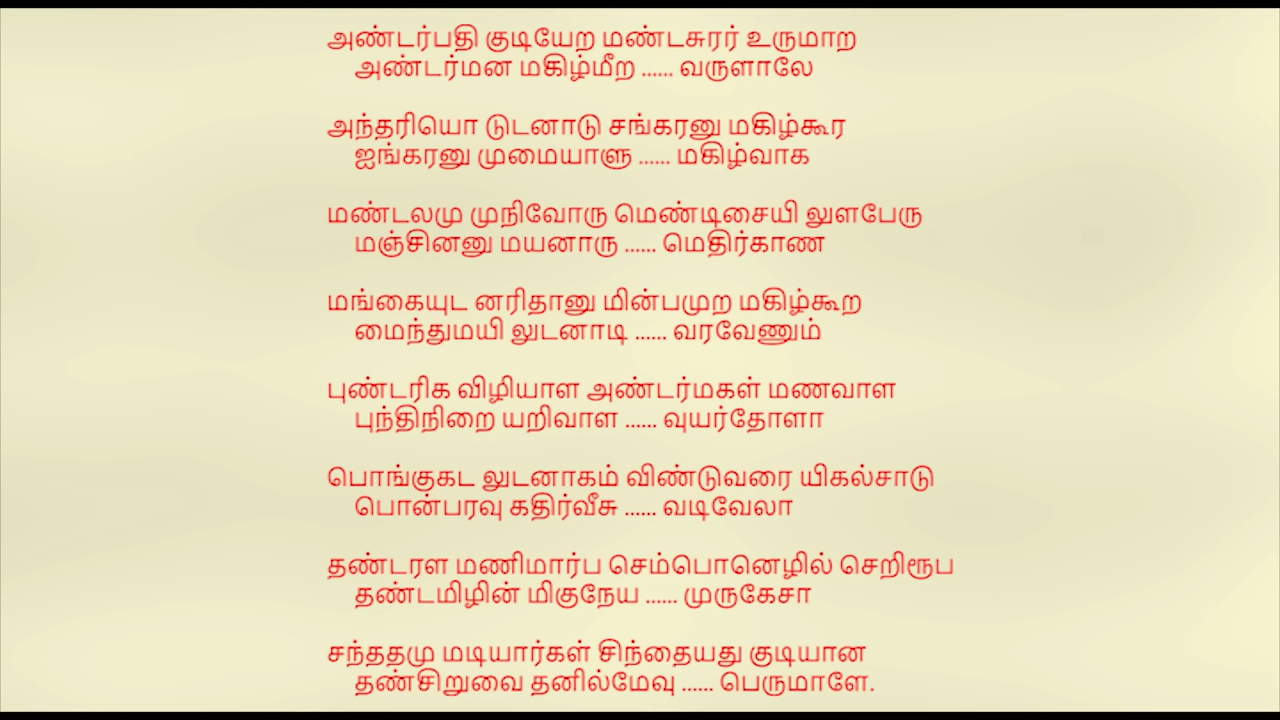 அண்டர்பதி குடியேற மண்டசுரர் உருமாற
அண்டர்மன மகிழ்மீற ...... வருளாலே
அந்தரியொ டுடனாடு சங்கரனு மகிழ்கூர
ஐங்கரனு முமையாளு ...... மகிழ்வாக
மண்டலமு முநிவோரு மெண்டிசையி லுளபேரு
மஞ்சினனு மயனாரு ...... மெதிர்காண
மங்கையுட னரிதானு மின்பமுற மகிழ்கூற
மைந்துமயி லுடனாடி ...... வரவேணும்
புண்டரிக விழியாள அண்டர்மகள் மணவாள
புந்திநிறை யறிவாள ...... வுயர்தோளா
பொங்குகட லுடனாகம் விண்டுவரை யிகல்சாடு
பொன்பரவு கதிர்வீசு ...... வடிவேலா
தண்டரள மணிமார்ப செம்பொனெழில் செறிரூப
தண்டமிழின் மிகுநேய ...... முருகேசா
சந்ததமு மடியார்கள் சிந்தையது குடியான
தண்சிறுவை தனில்மேவு ...... பெருமாளே.